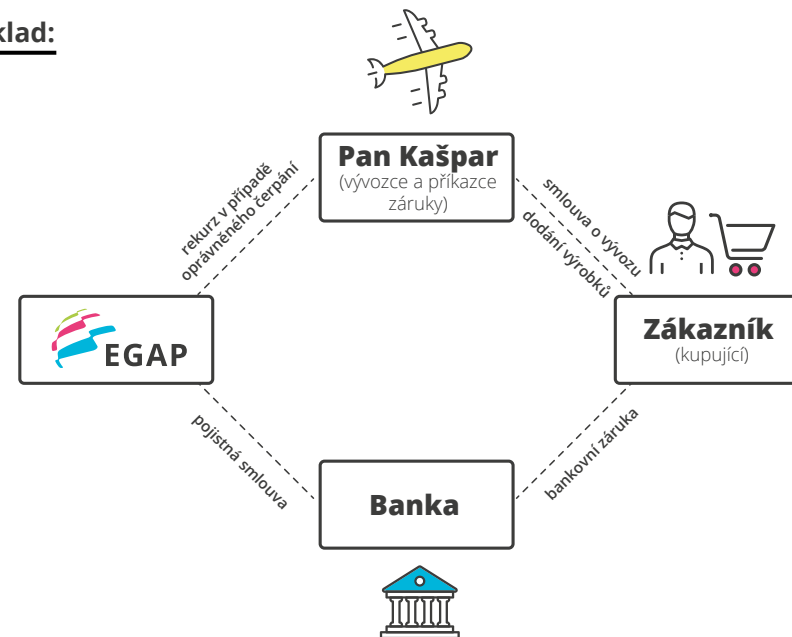 klad:
Pan Kašpar
(vývozce a příkazce
záruky)
rekurz v případě
oprávněného čerpání
smlouva o vývozu
dodání výrobků
EGAP
Zákazník
(kupující)
pojistná smlouva
bankovní záruka
Banka